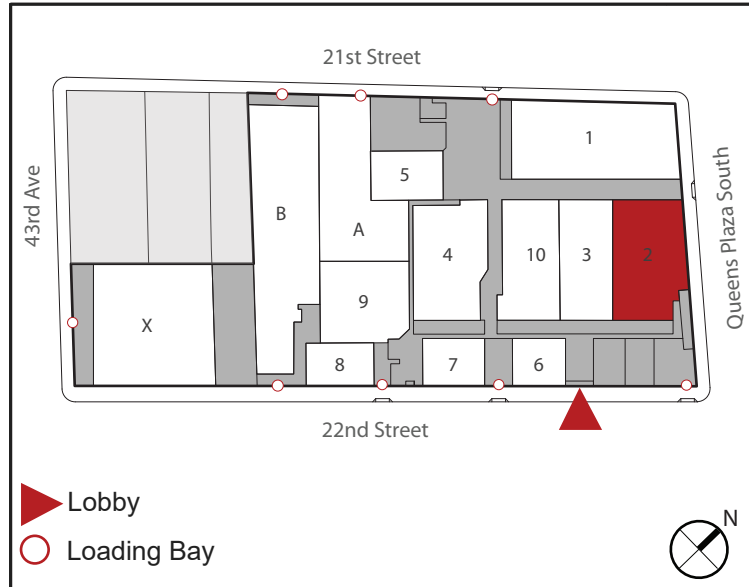 21st Street
43rd Ave
Queens Plaza South
1
5
B
A
4
10
3
2
9
X
8
7
6
22nd Street
Lobby
Loading Bay
N